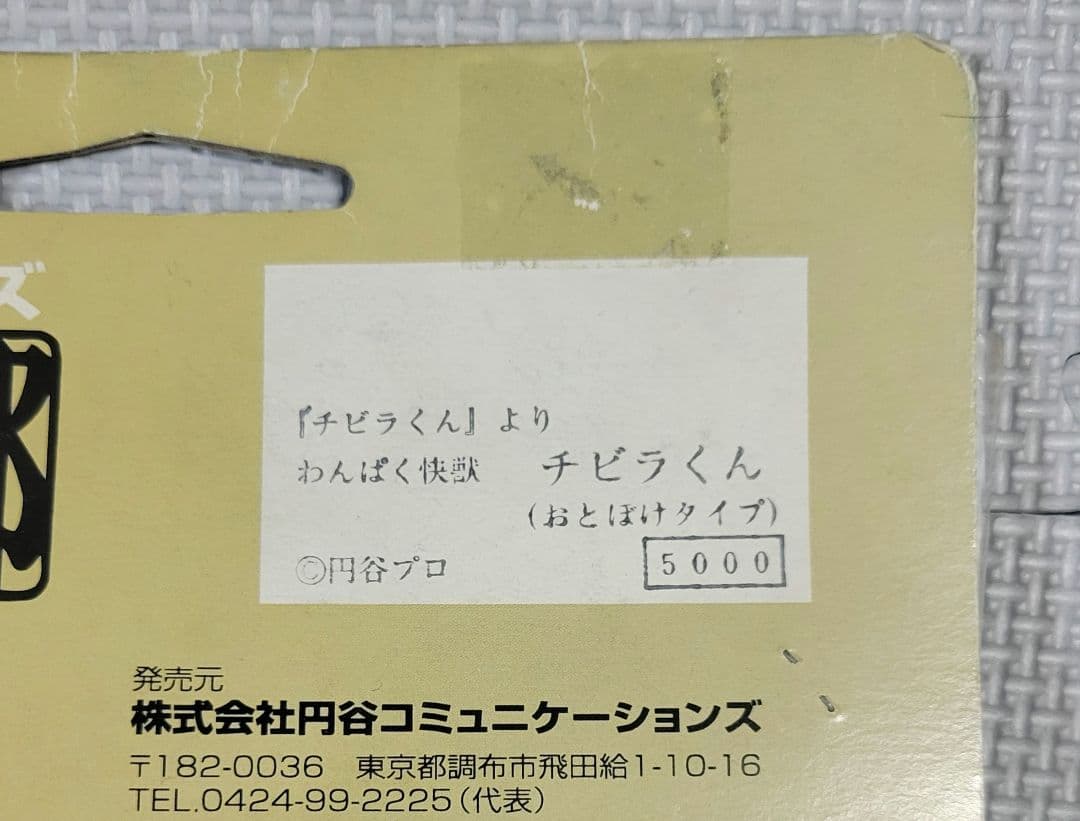 ズ
『チビラくん』より
わんぱく快獣　チビラくん
(おとぼけタイプ)
©円谷プロ　5000
発売元
株式会社円谷コミュニケーションズ
〒182-0036　東京都調布市飛田給1-10-16
TEL.0424-99-2225(代表)